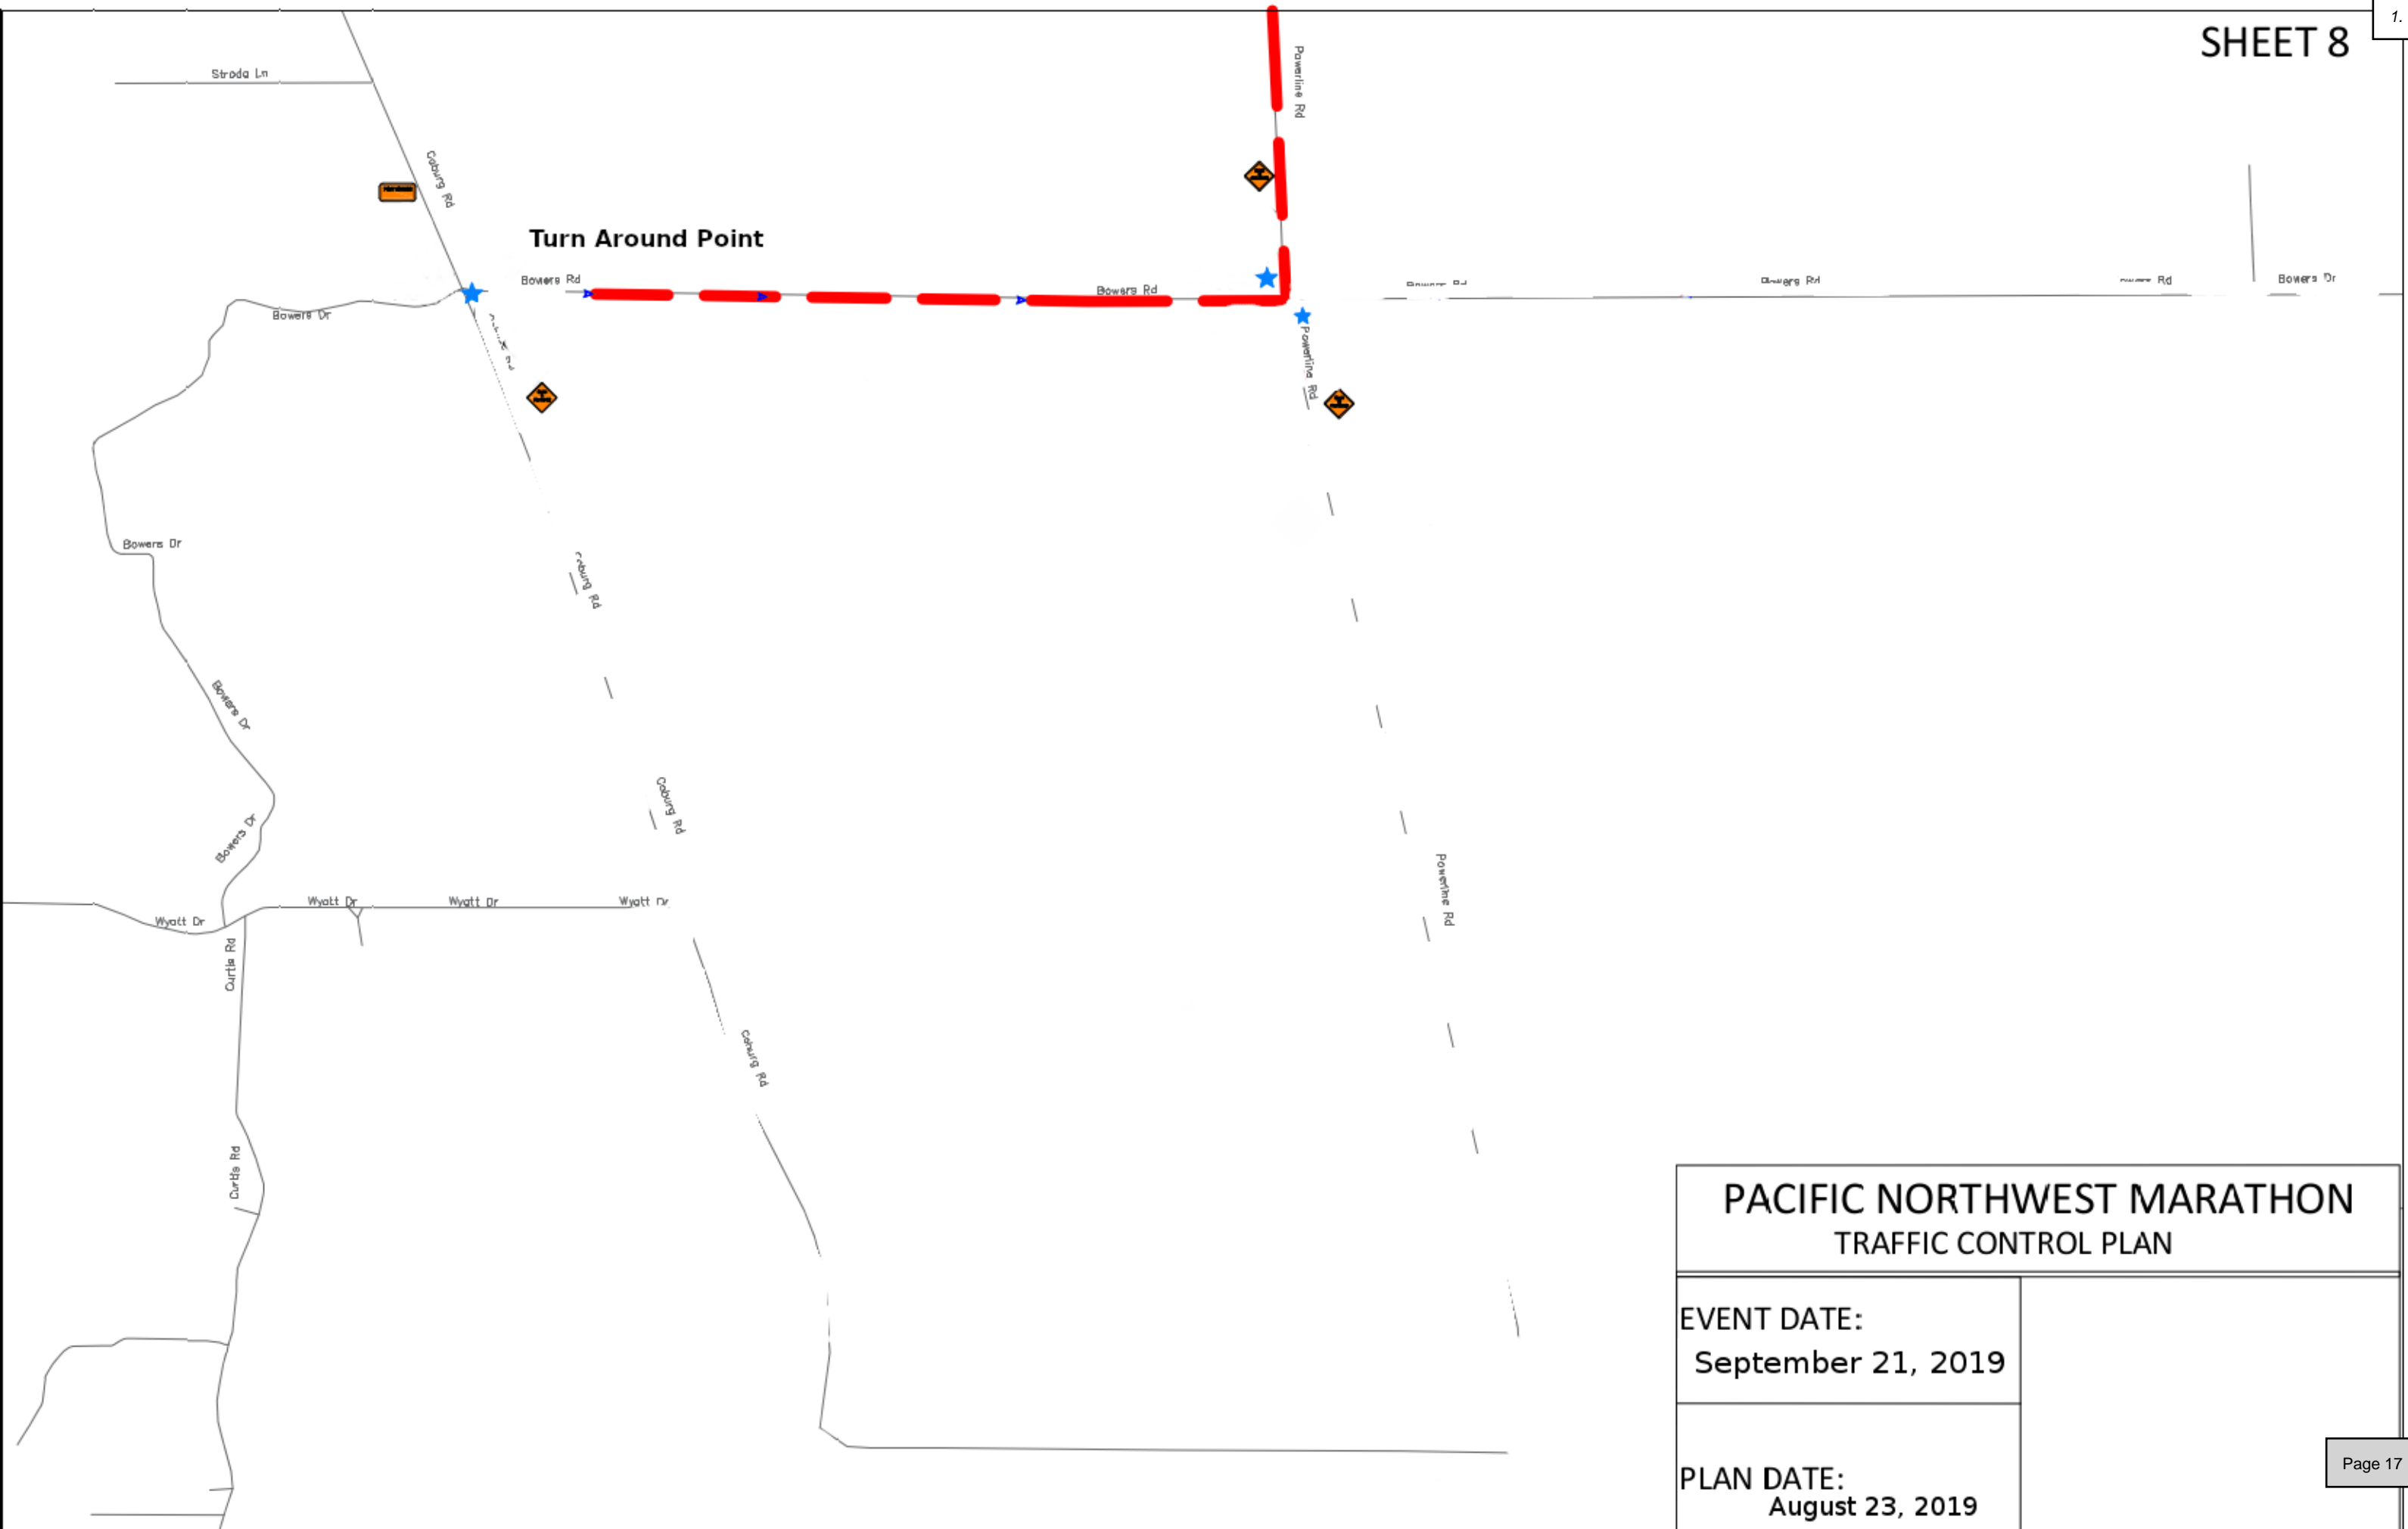 1.
SHEET 8
Stroda Ln
Powerline Rd
Coburg Rd
Turn Around Point
Bowers Rd
Bowers Rd
Bowers Rd
Bowers Dr
Bowers Dr
Powerline Rd
Bowers Dr
Coburg Rd
Bowers Dr
Coburg Rd
Bowers Dr
Powerline Rd
Wyatt Dr
Wyatt Dr
Wyatt Dr
Wyatt Dr
Curtis Rd
Coburg Rd
Curtis Rd
PACIFIC NORTHWEST MARATHON
TRAFFIC CONTROL PLAN
EVENT DATE:
September 21, 2019
PLAN DATE:
August 23, 2019
Page 17